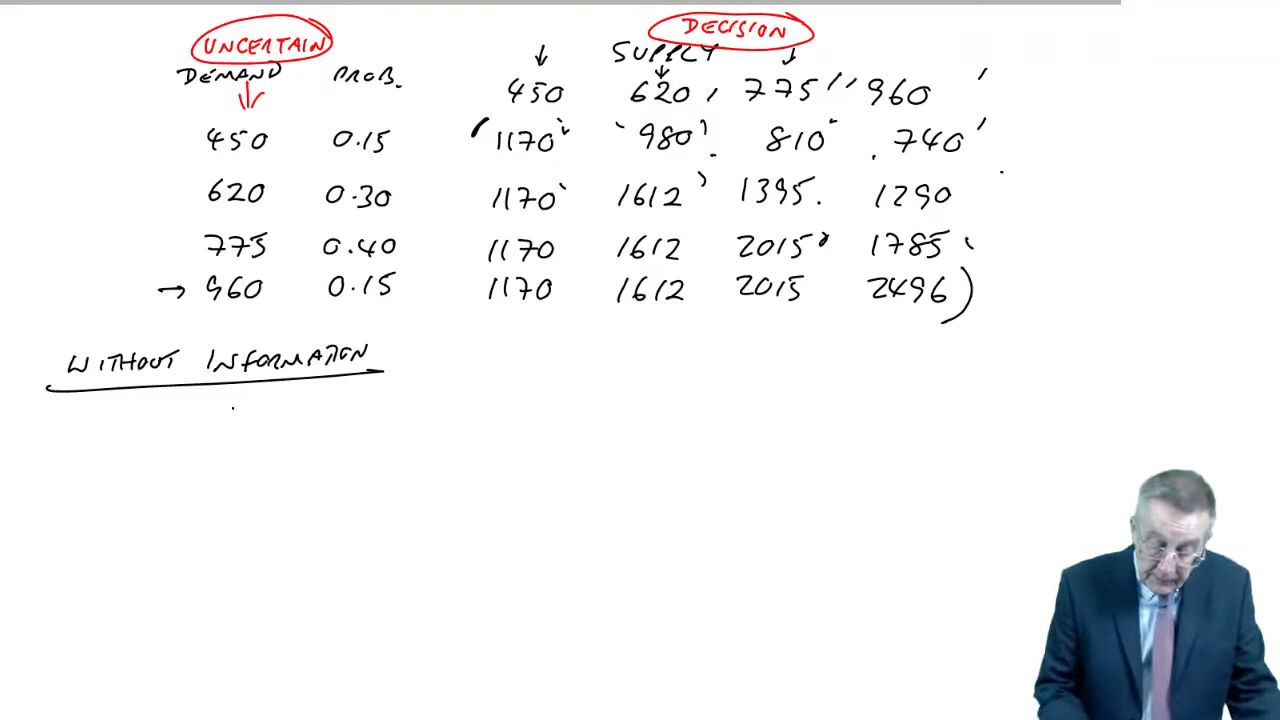 UNCERTAIN DECISION
DEMAND PROB. SUPPLY
450 620 775 960
450 0.15 1170 980 810 740
620 0.30 1170 1612 1395 1290
775 0.40 1170 1612 2015 1785
960 0.15 1170 1612 2015 2496
WITHOUT INFORMATION